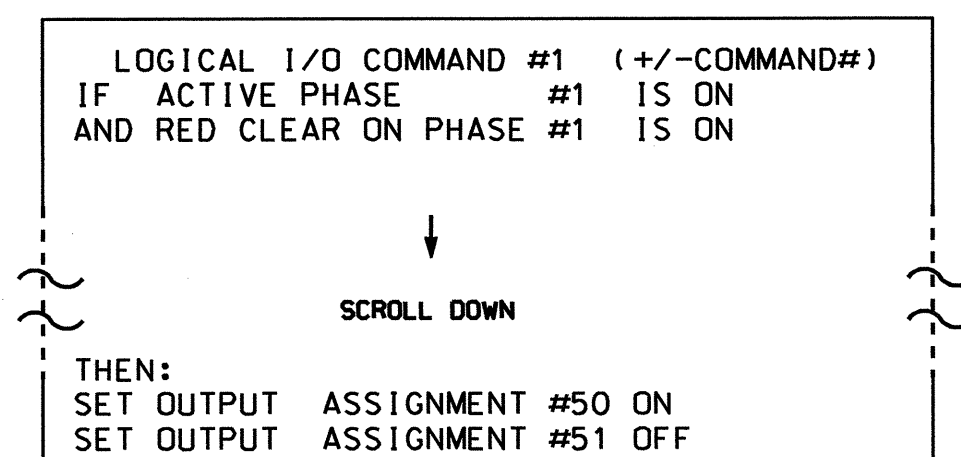 LOGICAL I/O COMMAND #1 (+/-COMMAND#)
IF ACTIVE PHASE #1 IS ON
AND RED CLEAR ON PHASE #1 IS ON
SCROLL DOWN
THEN:
SET OUTPUT ASSIGNMENT #50 ON
SET OUTPUT ASSIGNMENT #51 OFF